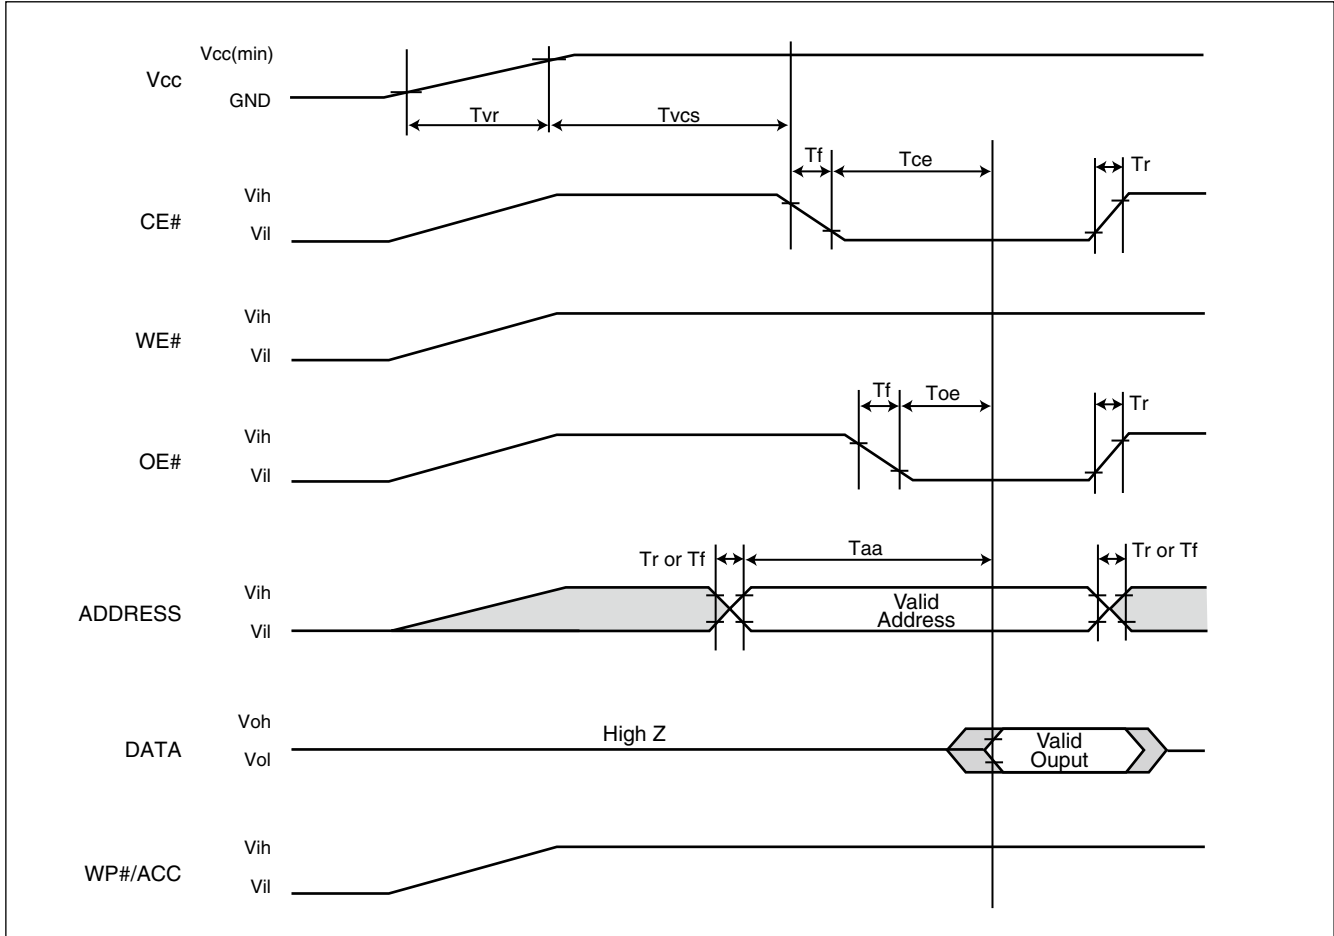 Vcc(min)
Vcc
GND
Tvr
Tvcs
Tf
Tce
Tr
Vih
CE#
Vil
Vih
WE#
Vil
Tf
Toe
Tr
Vih
OE#
Vil
Tr or Tf
Taa
Tr or Tf
Vih
ADDRESS
Valid
Address
Vil
Voh
High Z
DATA
Valid
Ouput
Vol
Vih
WP#/ACC
Vil